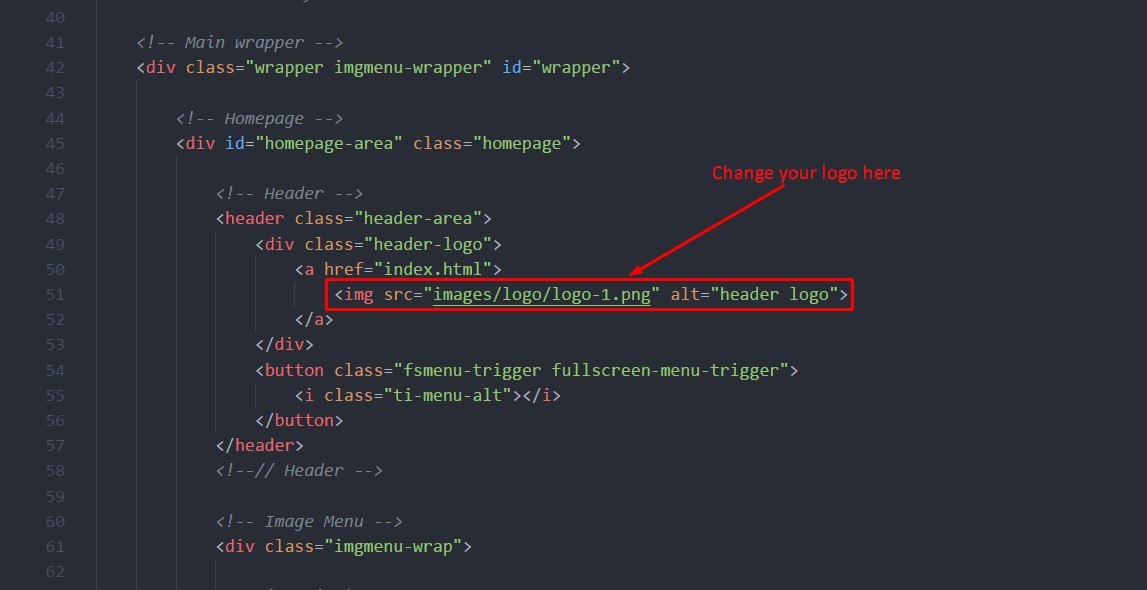 40
41 <!-- Main wrapper -->
42 <div class="wrapper imgmenu-wrapper" id="wrapper">
43
44 <!-- Homepage -->
45 <div id="homepage-area" class="homepage">
46
Change your logo here
47 <!-- Header -->
48 <header class="header-area">
49 <div class="header-logo">
50 <a href="index.html">
51 <img src="images/logo/logo-1.png" alt="header logo">
52 </a>
53 </div>
54 <button class="fsmenu-trigger fullscreen-menu-trigger">
55 <i class="ti-menu-alt"></i>
56 </button>
57 </header>
58 <!--// Header -->
59
60 <!-- Image Menu -->
61 <div class="imgmenu-wrap">
62